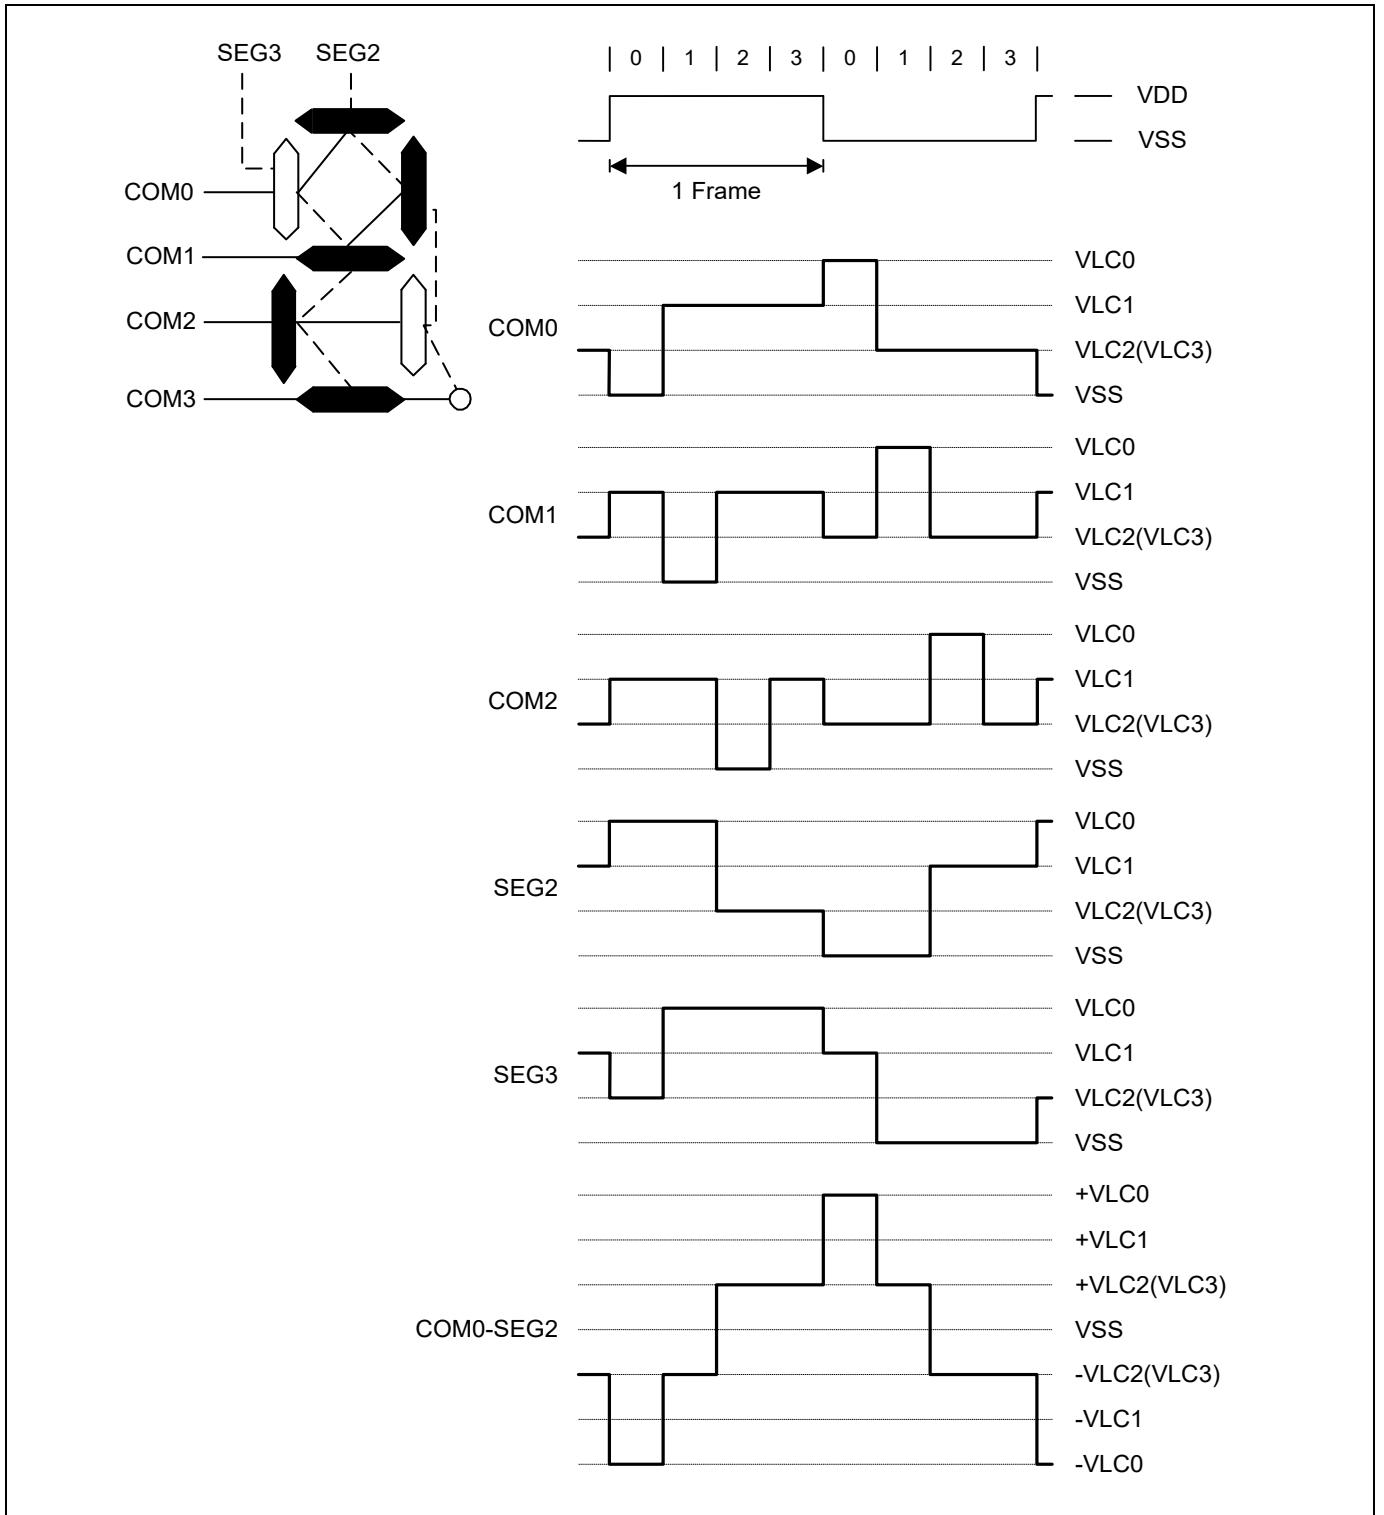 SEG3 SEG2
| 0 | 1 | 2 | 3 | 0 | 1 | 2 | 3 |
VDD
VSS
1 Frame
COM0
COM1
COM2
COM3
COM0
VLC0
VLC1
VLC2(VLC3)
VSS
COM1
VLC0
VLC1
VLC2(VLC3)
VSS
COM2
VLC0
VLC1
VLC2(VLC3)
VSS
SEG2
VLC0
VLC1
VLC2(VLC3)
VSS
SEG3
VLC0
VLC1
VLC2(VLC3)
VSS
COM0-SEG2
+VLC0
+VLC1
+VLC2(VLC3)
VSS
-VLC2(VLC3)
-VLC1
-VLC0